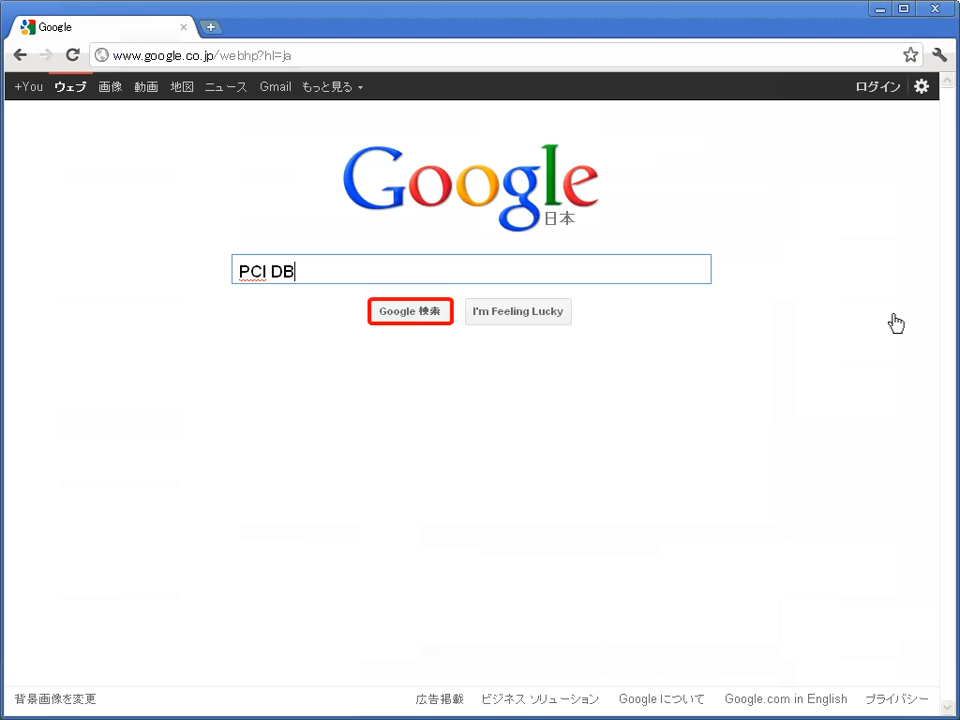 Google
www.google.co.jp/webhp?hl=ja
+You ウェブ 画像 動画 地図 ニュース Gmail もっと見る ログイン
Google
日本
PCI DB
Google 検索 I'm Feeling Lucky
背景画像を変更 広告掲載 ビジネス ソリューション Google について Google.com in English プライバシー